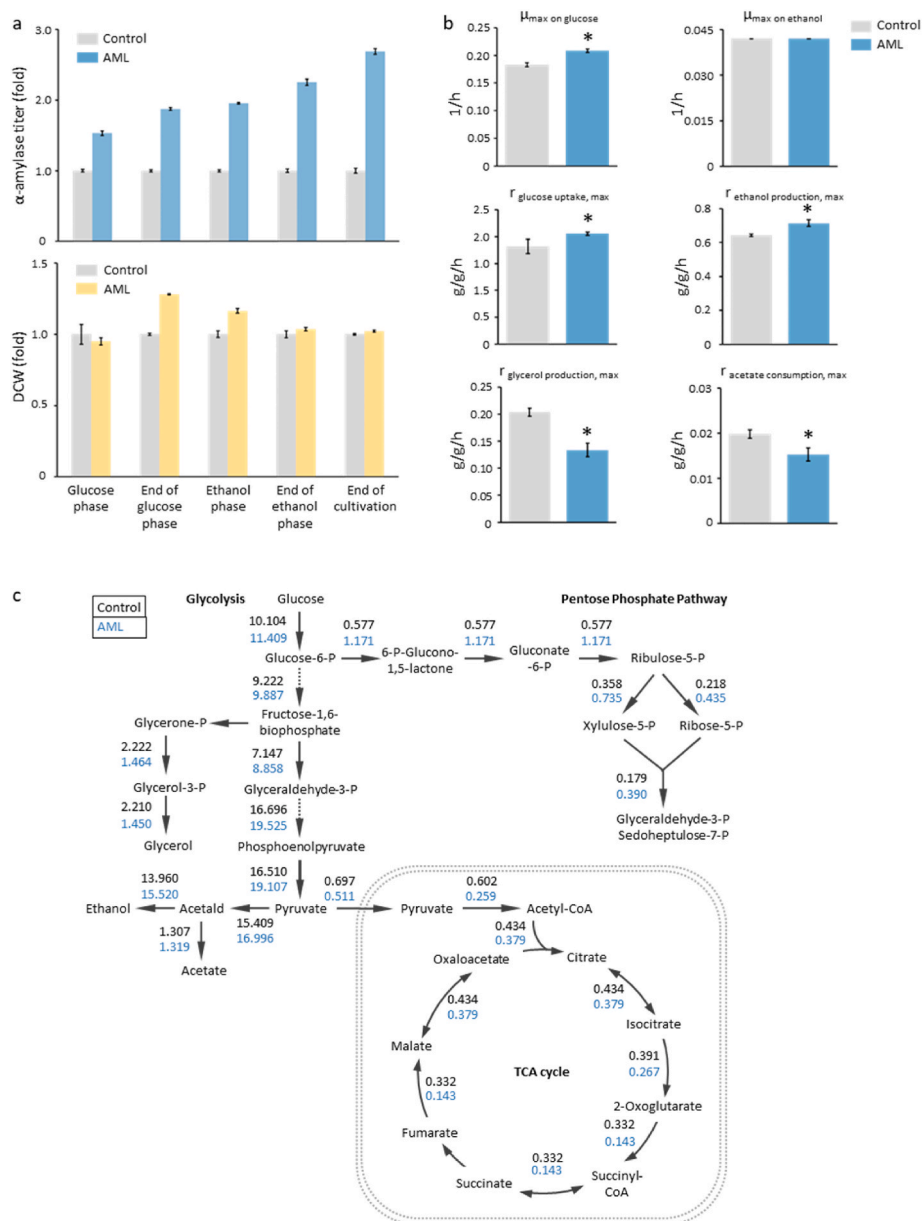 a
3.0
2.0
1.0
0
α-amylase titer (fold)
Control
AML
1.5
1.0
0.5
0
DCW (fold)
Control
AML
Glucose phase
End of glucose phase
Ethanol phase
End of ethanol phase
End of cultivation
b
μmax on glucose
0.25
0.20
0.15
0.10
0.05
0
1/h
*
μmax on ethanol
0.045
0.030
0.015
0
1/h
Control
AML
r glucose uptake, max
2.5
2.0
1.5
1.0
0.5
0
g/g/h
*
r ethanol production, max
0.8
0.6
0.4
0.2
0
g/g/h
*
r glycerol production, max
0.20
0.15
0.10
0.00
0
g/g/h
*
r acetate consumption, max
0.03
0.02
0.01
0
g/g/h
*
c
Control
AML
Glycolysis
Glucose
10.104
11.409
Glucose-6-P
9.222
9.887
Fructose-1,6-
biophosphate
Glycerone-P
2.222
1.464
Glycerol-3-P
2.210
1.450
Glycerol
7.147
8.858
Glyceraldehyde-3-P
16.696
19.525
Phosphoenolpyruvate
16.510
19.107
Pyruvate
15.409
16.996
Acetald
13.960
15.520
Ethanol
1.307
1.319
Acetate
Pentose Phosphate Pathway
0.577
1.171
6-P-Glucono-
1,5-lactone
0.577
1.171
Gluconate
-6-P
0.577
1.171
Ribulose-5-P
0.358
0.735
0.218
0.435
Xylulose-5-P
Ribose-5-P
0.179
0.390
Glyceraldehyde-3-P
Sedoheptulose-7-P
0.697
0.511
Pyruvate
0.602
0.259
Acetyl-CoA
0.434
0.379
Oxaloacetate
Citrate
0.434
0.379
0.434
0.379
Isocitrate
Malate
TCA cycle
0.391
0.267
0.332
0.143
2-Oxoglutarate
0.332
0.143
Fumarate
0.332
0.143
Succinate
Succinyl-
CoA